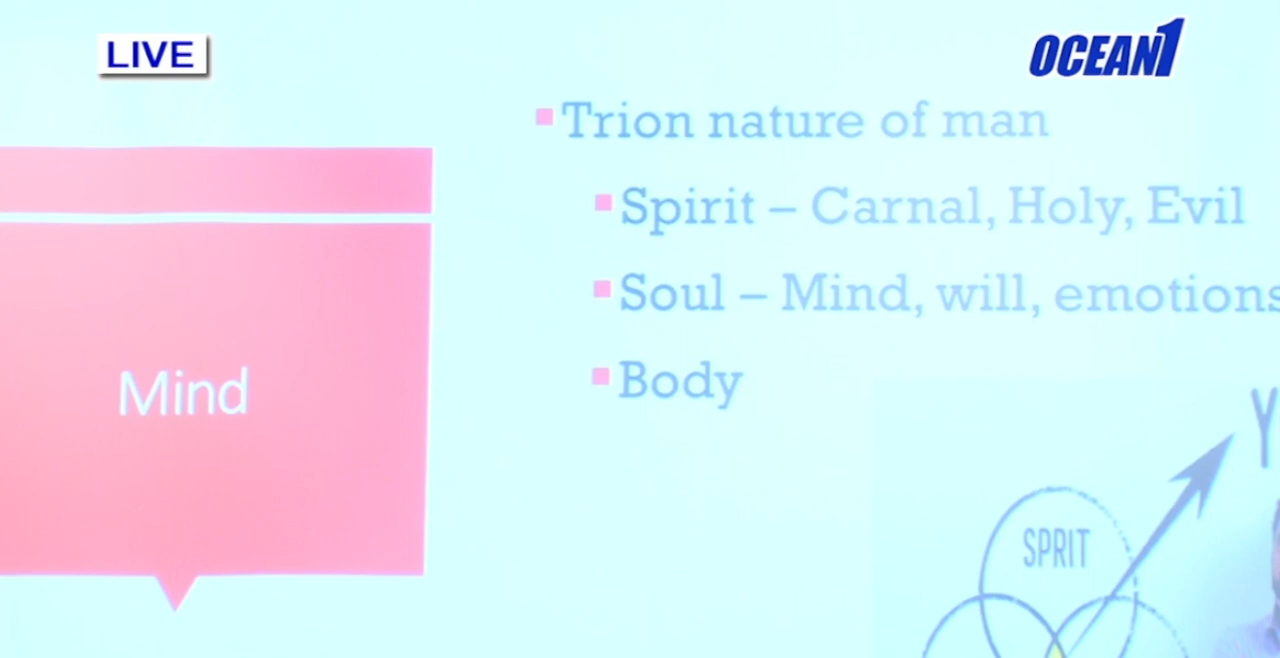 LIVE
OCEAN1
Trion nature of man
Spirit – Carnal, Holy, Evil
Soul – Mind, will, emotions
Body
Mind
SPRIT